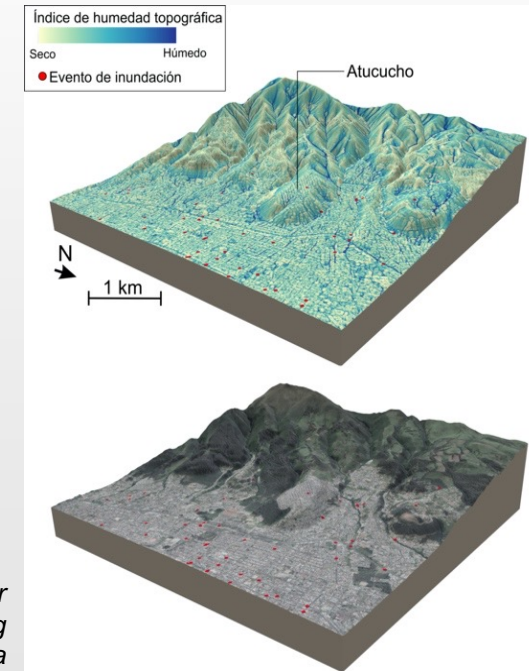 Índice de humedad topográfica
Seco
Húmedo
Evento de inundación
Atucucho
N
1 km
r
g
a